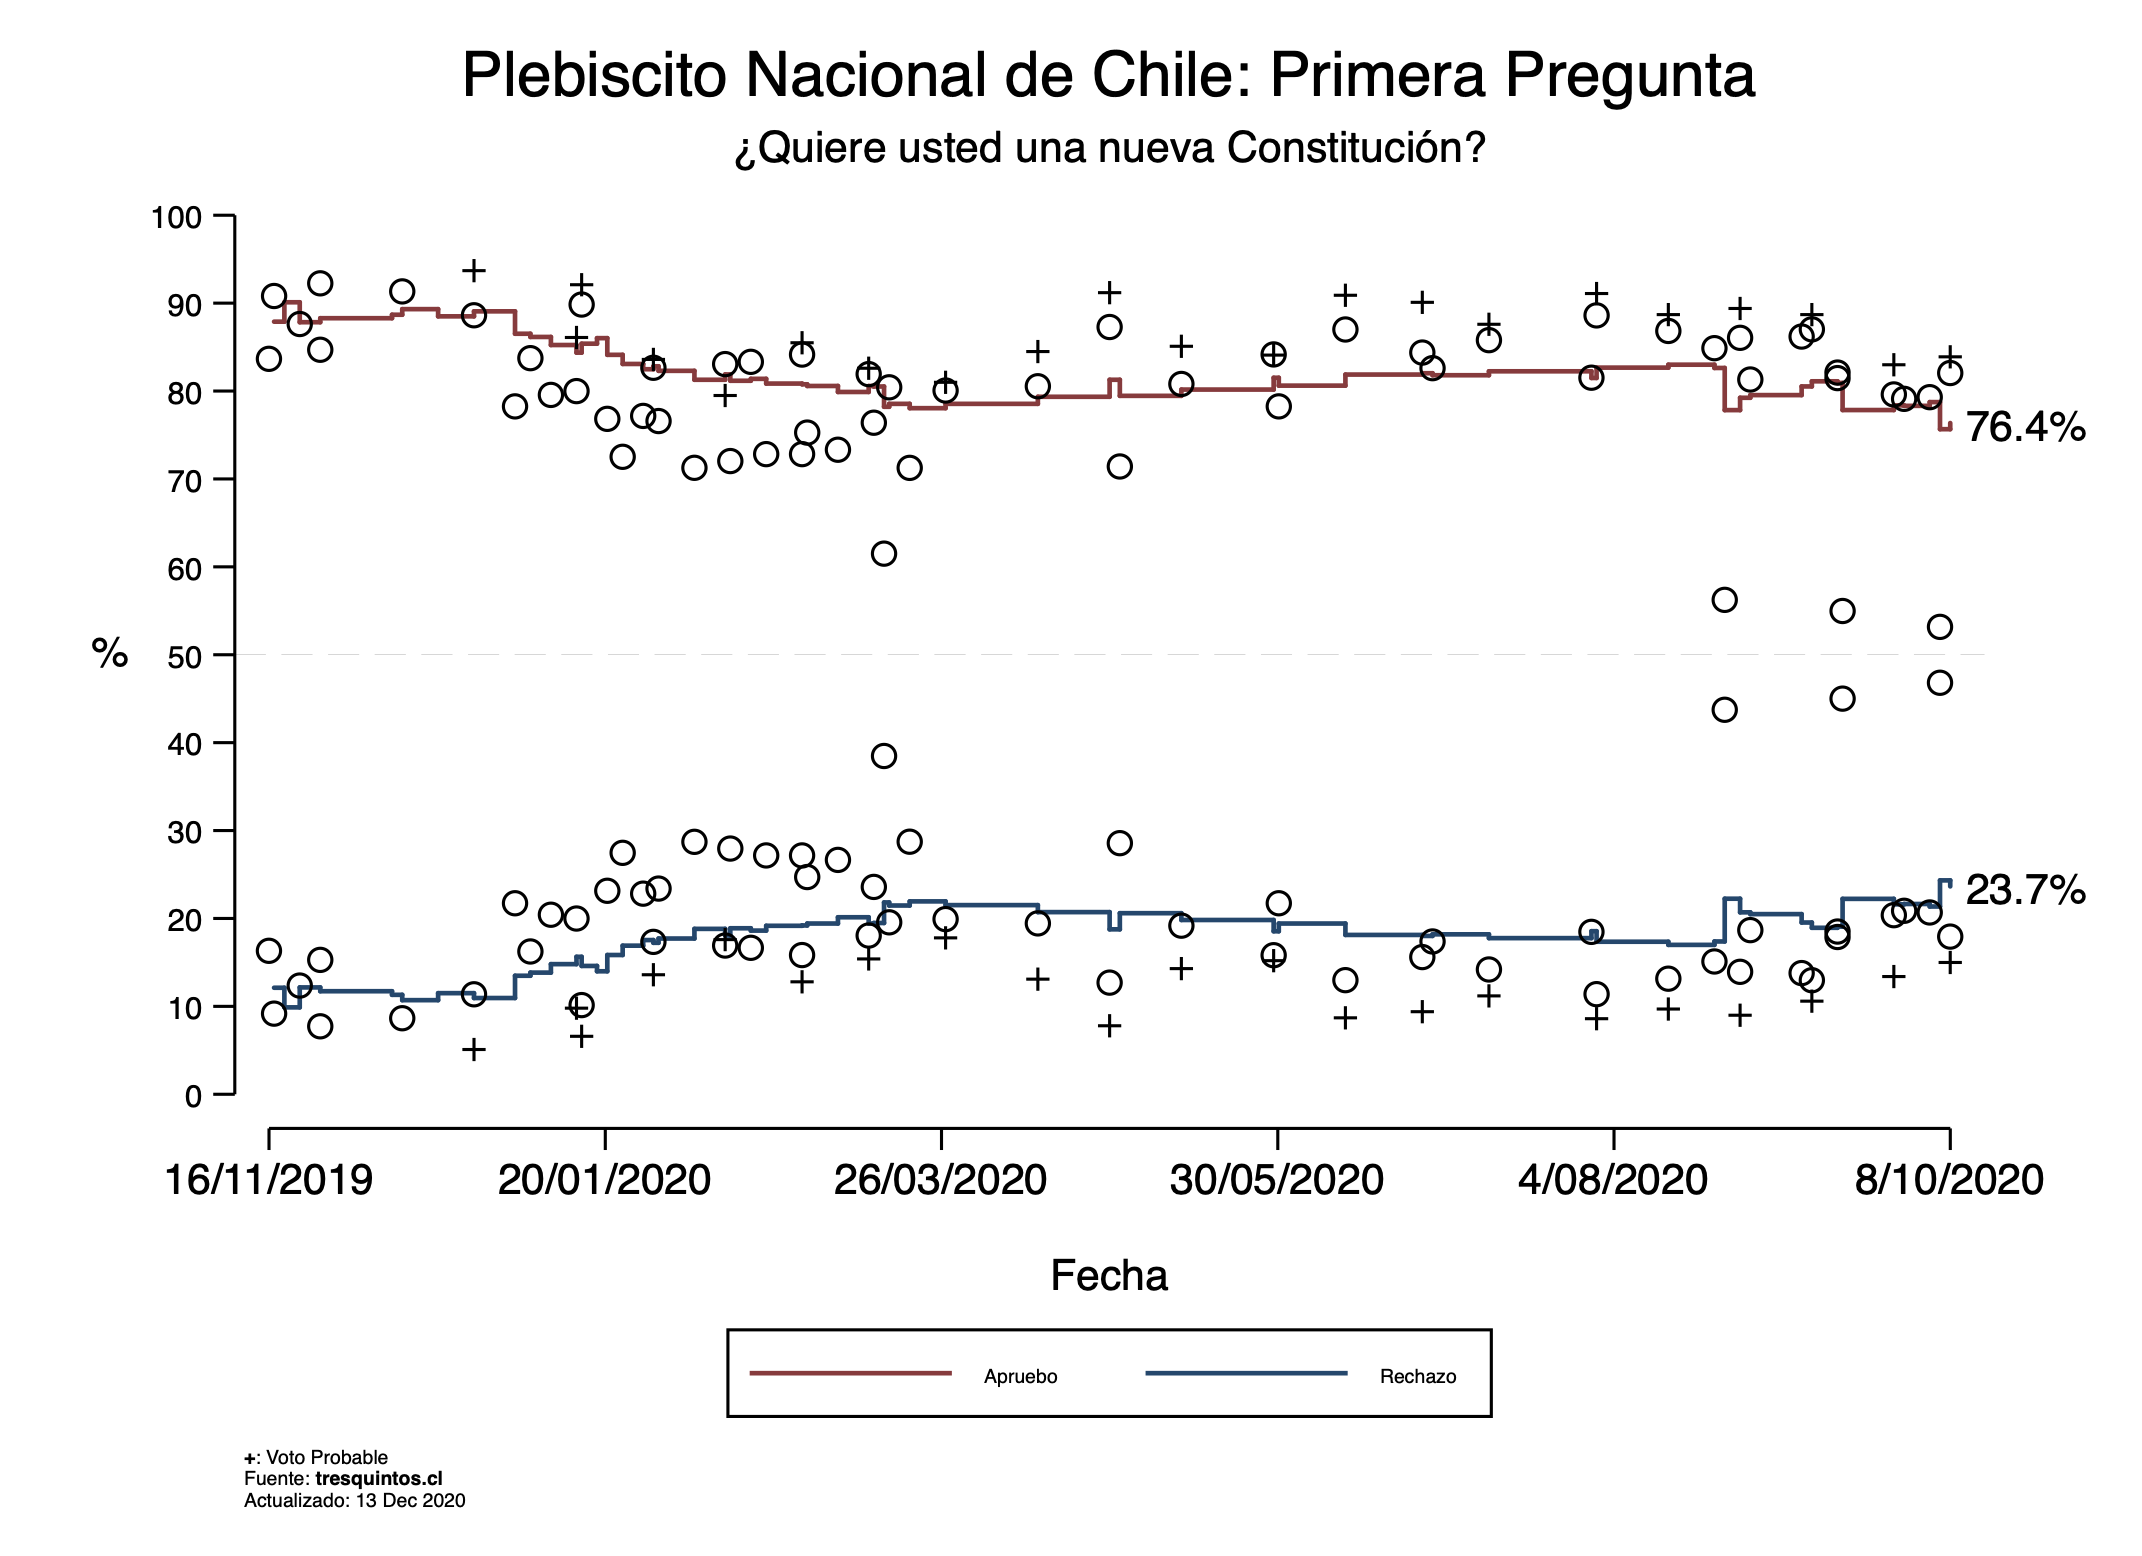 Plebiscito Nacional de Chile: Primera Pregunta
¿Quiere usted una nueva Constitución?
100
90
80
70
60
50
40
30
20
10
0
%
76.4%
23.7%
16/11/2019 20/01/2020 26/03/2020 30/05/2020 4/08/2020 8/10/2020
Fecha
Apruebo Rechazo
+: Voto Probable
Fuente: tresquintos.cl
Actualizado: 13 Dec 2020